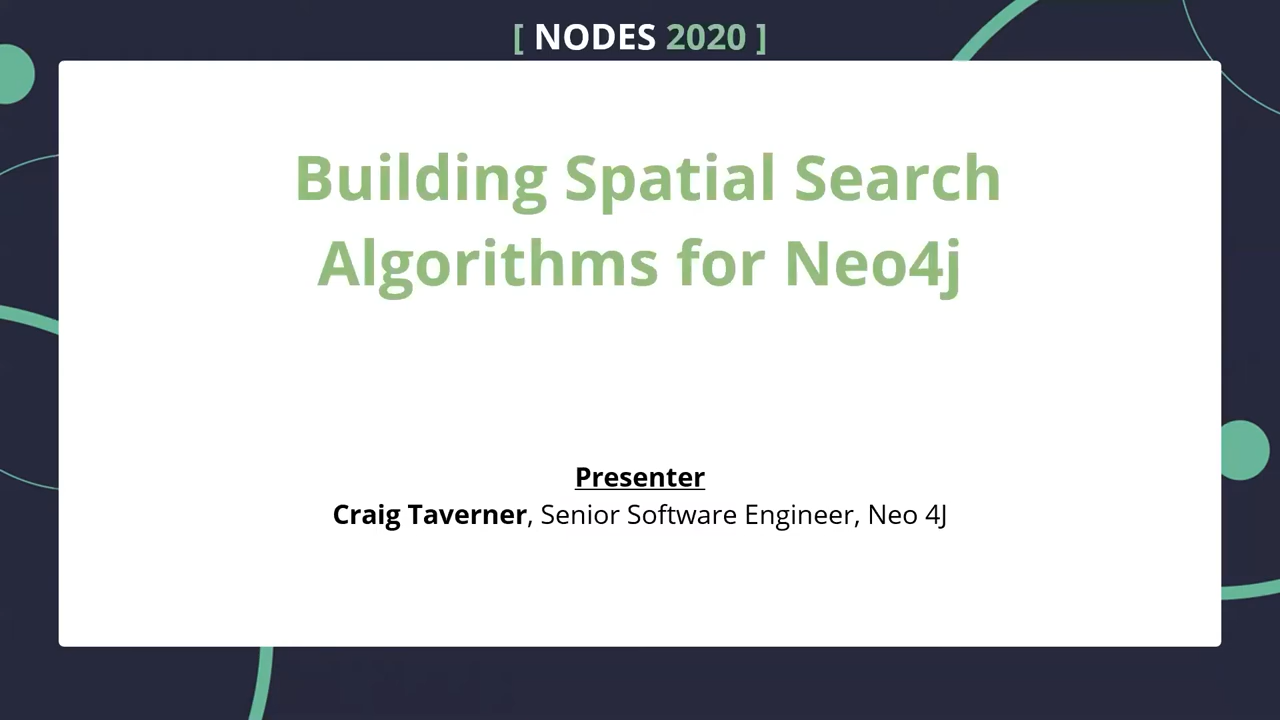 [ NODES 2020 ]
Building Spatial Search
Algorithms for Neo4j
Presenter
Craig Taverner, Senior Software Engineer, Neo 4J